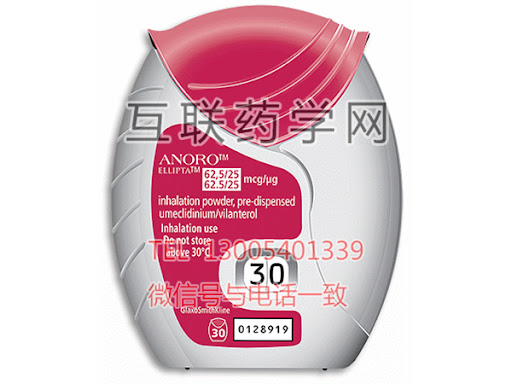 互联药学网
ANORO™
ELLIPTA™
62,5/25
62.5/25
mcg/µg
inhalation powder, pre-dispensed
umeclidinium/vilanterol
Inhalation use
Do not store
above 30°C
TEL 13005401339
30
微信号与电话一致
GlaxoSmithKline
30
0128919